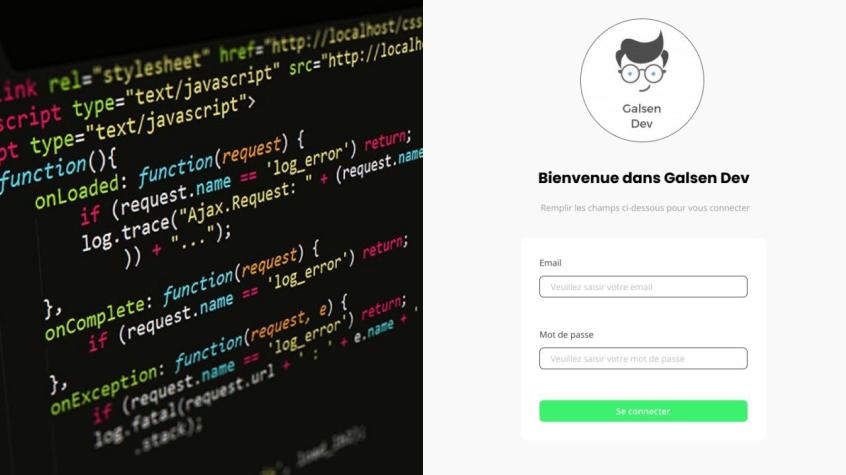 link rel="stylesheet" href="http://localhost/css
script type="text/javascript" src="http://localh
pt type="text/javascript">
function(){
onLoaded: function(request) {
if (request.name == 'log_error') return;
log.trace("Ajax.Request: " + (request.name
)) + "...");
},
onComplete: function(request) {
if (request.name == 'log_error') return;
},
onException: function(request, e) {
if (request.name == 'log_error') return;
log.fatal(request.url + ' : ' + e.name + '
.stack);
Galsen
Dev
Bienvenue dans Galsen Dev
Remplir les champs ci-dessous pour vous connecter
Email
Veuillez saisir votre email
Mot de passe
Veuillez saisir votre mot de passe
Se connecter